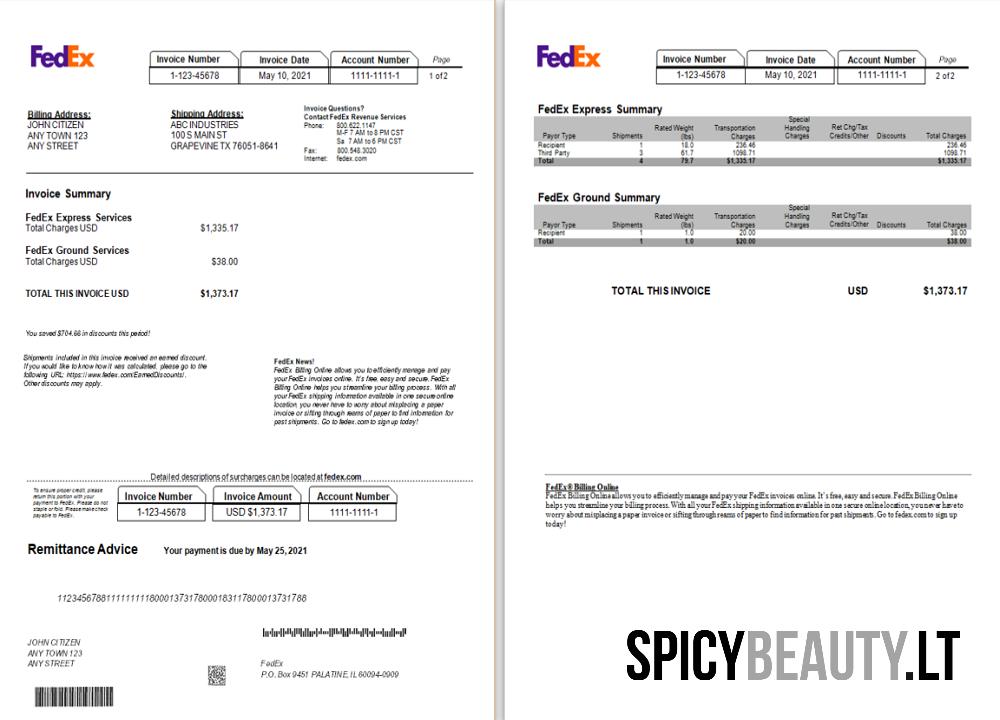 FedEx
Invoice Number
Invoice Date
Account Number
Page
1-123-45678
May 10, 2021
1111-1111-1
1 of 2
Billing Address:
JOHN CITIZEN
ANY TOWN 123
ANY STREET
Shipping Address:
ABC INDUSTRIES
100 S MAIN ST
GRAPEVINE TX 76051-8641
Invoice Questions?
Contact FedEx Revenue Services
Phone: 800.622.1147
M-F 7 AM to 8 PM CST
Sa 7 AM to 6 PM CST
Fax: 800.548.3020
Internet: fedex.com
Invoice Summary
FedEx Express Services
Total Charges USD $1,335.17
FedEx Ground Services
Total Charges USD $38.00
TOTAL THIS INVOICE USD $1,373.17
You saved $704.66 in discounts this period!
Shipments included in this invoice received an earned discount.
If you would like to know how it was calculated, please go to the
following URL: https://www.fedex.com/EarnedDiscounts/.
Other discounts may apply.
FedEx News!
FedEx Billing Online allows you to efficiently manage and pay
your FedEx invoices online. It's free, easy and secure. FedEx
Billing Online helps you streamline your billing process. With all
your FedEx shipping information available in one secure online
location, you never have to worry about misplacing a paper
invoice or sifting through reams of paper to find information for
past shipments. Go to fedex.com to sign up today!
Detailed descriptions of surcharges can be located at fedex.com
To ensure proper credit, please
return this portion with your
payment to FedEx. Please do not
staple or fold. Please make check
payable to FedEx.
Invoice Number
Invoice Amount
Account Number
1-123-45678
USD $1,373.17
1111-1111-1
Remittance Advice
Your payment is due by May 25, 2021
JOHN CITIZEN
ANY TOWN 123
ANY STREET
FedEx
P.O. Box 9451 PALATINE, IL 60094-0909
FedEx
Invoice Number
Invoice Date
Account Number
Page
1-123-45678
May 10, 2021
1111-1111-1
2 of 2
FedEx Express Summary
Payor Type Shipments Rated Weight (lbs) Transportation Charges Special Handling Charges Ret Chg/Tax Credits/Other Discounts Total Charges
Recipient 1 18.0 236.46 236.46
Third Party 3 61.7 1098.71 1098.71
Total 4 79.7 $1,335.17 $1,335.17
FedEx Ground Summary
Payor Type Shipments Rated Weight (lbs) Transportation Charges Special Handling Charges Ret Chg/Tax Credits/Other Discounts Total Charges
Recipient 1 1.0 20.00 38.00
Total 1 1.0 $20.00 $38.00
TOTAL THIS INVOICE USD $1,373.17
FedEx® Billing Online
FedEx Billing Online allows you to efficiently manage and pay your FedEx invoices online. It's free, easy and secure. FedEx Billing Online
helps you streamline your billing process. With all your FedEx shipping information available in one secure online location, you never have to
worry about misplacing a paper invoice or sifting through reams of paper to find information for past shipments. Go to fedex.com to sign up
today!
SPICYBEAUTY.LT